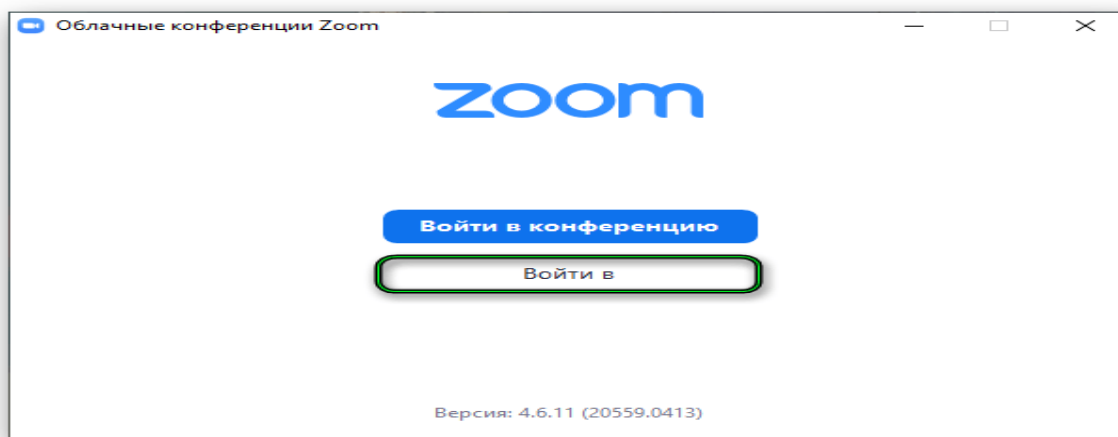 Облачные конференции Zoom
zoom
Войти в конференцию
Войти в
Версия: 4.6.11 (20559.0413)